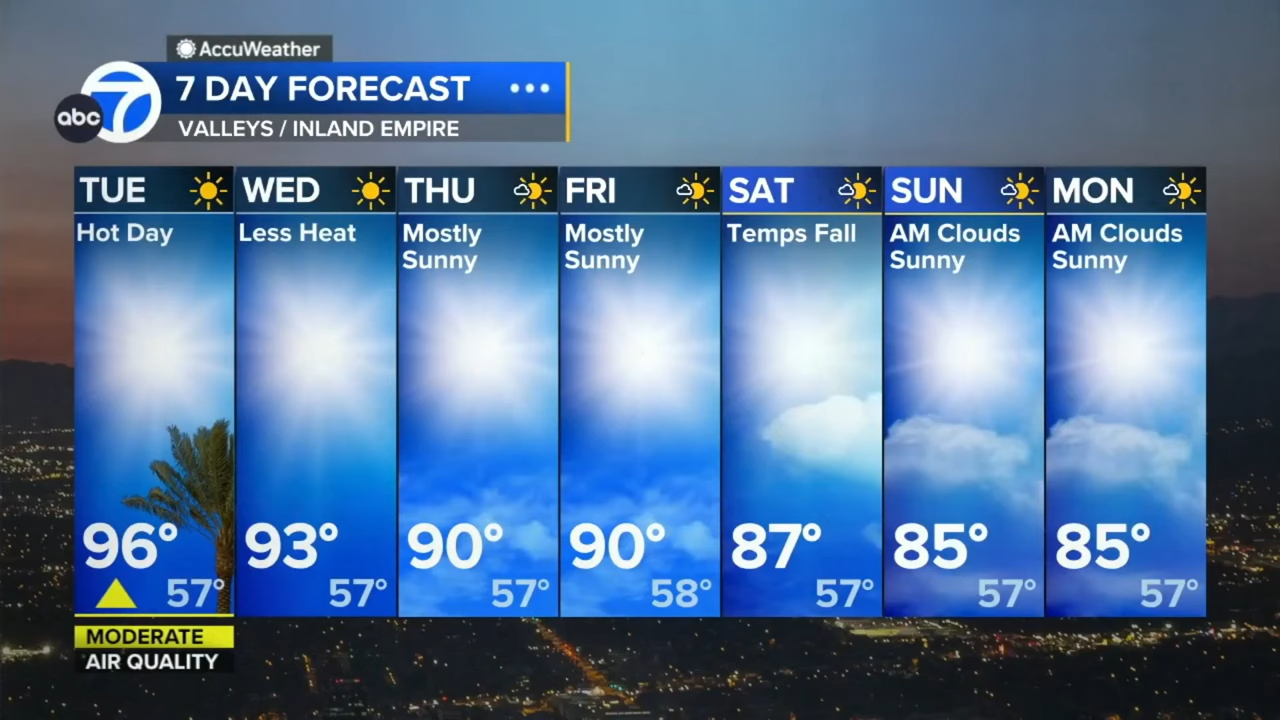 AccuWeather
abc 7
7 DAY FORECAST
VALLEYS / INLAND EMPIRE
TUE
Hot Day
96°
57°
MODERATE
AIR QUALITY
WED
Less Heat
93°
57°
THU
Mostly
Sunny
90°
57°
FRI
Mostly
Sunny
90°
58°
SAT
Temps Fall
87°
57°
SUN
AM Clouds
Sunny
85°
57°
MON
AM Clouds
Sunny
85°
57°